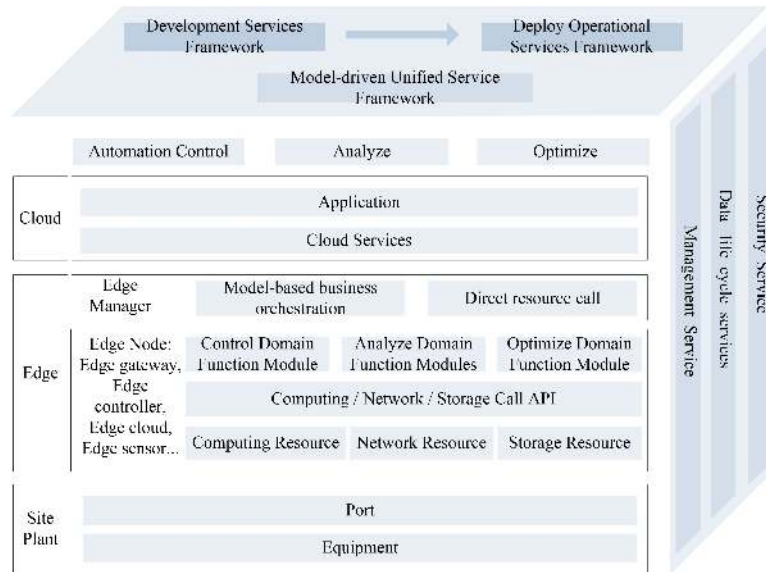 Development Services
Framework
Deploy Operational
Services Framework
Model-driven Unified Service
Framework
Automation Control
Analyze
Optimize
Cloud
Application
Cloud Services
Edge
Edge
Manager
Model-based business
orchestration
Direct resource call
Edge Node:
Edge gateway,
Edge
controller,
Edge cloud,
Edge sensor...
Control Domain
Function Module
Analyze Domain
Function Modules
Optimize Domain
Function Module
Computing / Network / Storage Call API
Computing Resource
Network Resource
Storage Resource
Site
Plant
Port
Equipment
Management Service
Data life cycle services
Security Service